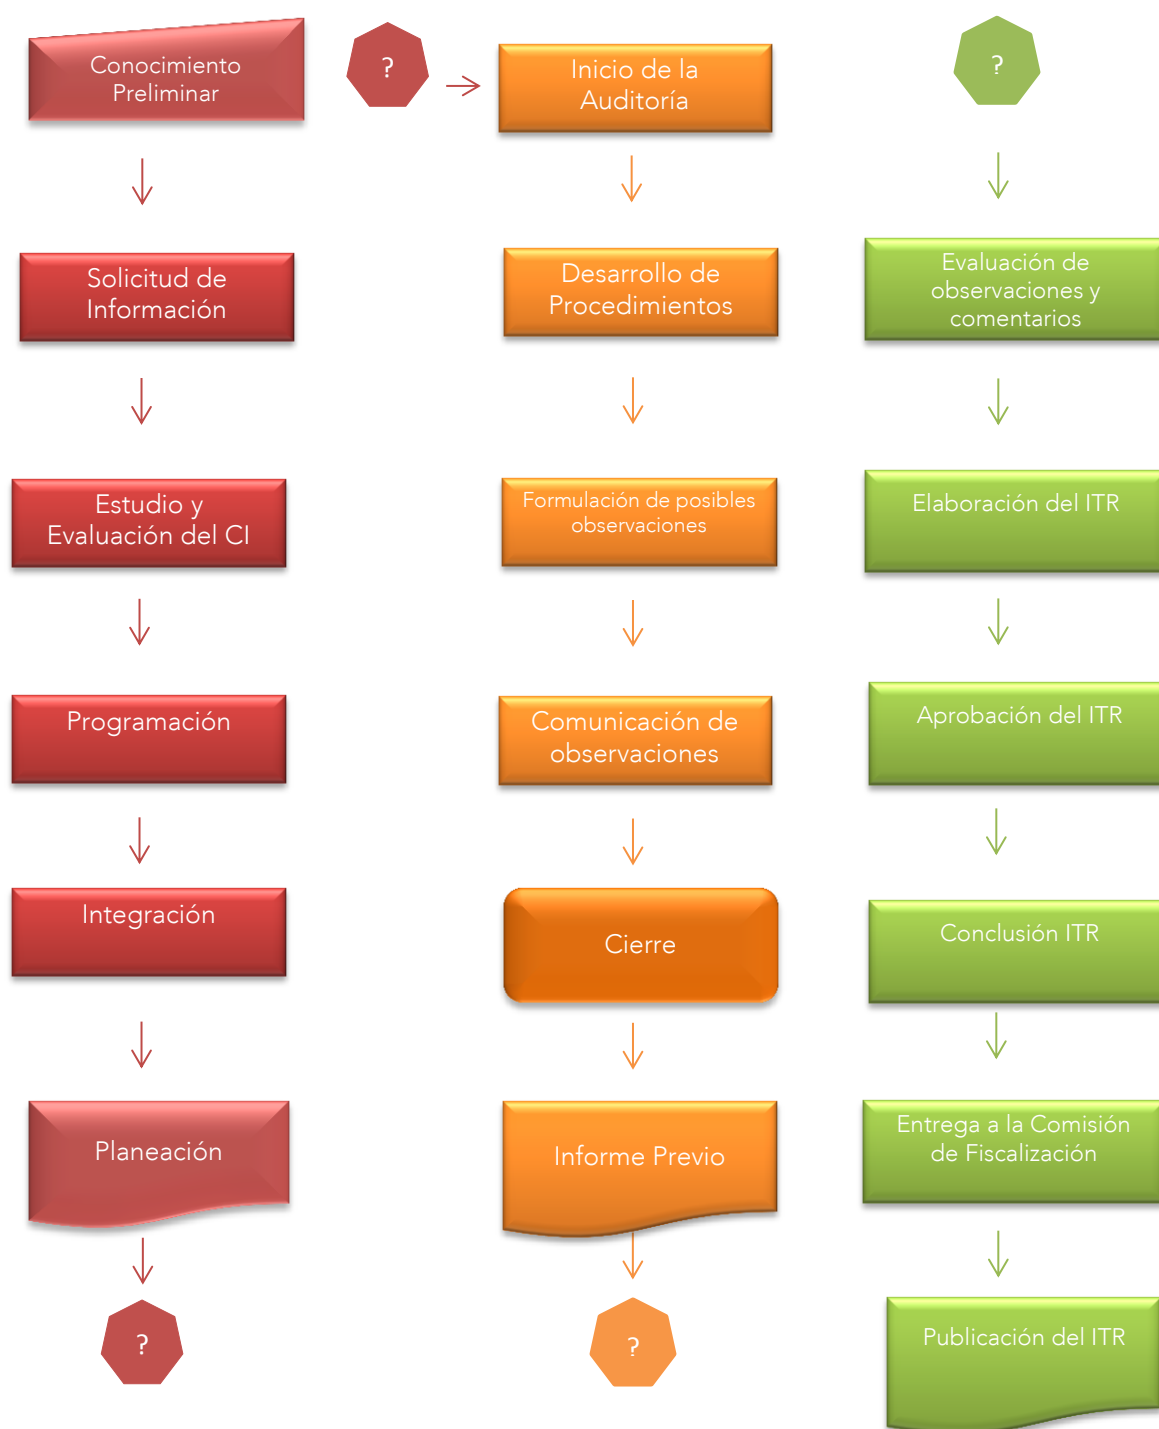 Conocimiento
Preliminar
Solicitud de
Información
Estudio y
Evaluación del CI
Programación
Integración
Planeación
?
?
Inicio de la
Auditoría
Desarrollo de
Procedimientos
Formulación de posibles
observaciones
Comunicación de
observaciones
Cierre
Informe Previo
?
?
Evaluación de
observaciones y
comentarios
Elaboración del ITR
Aprobación del ITR
Conclusión ITR
Entrega a la Comisión
de Fiscalización
Publicación del ITR